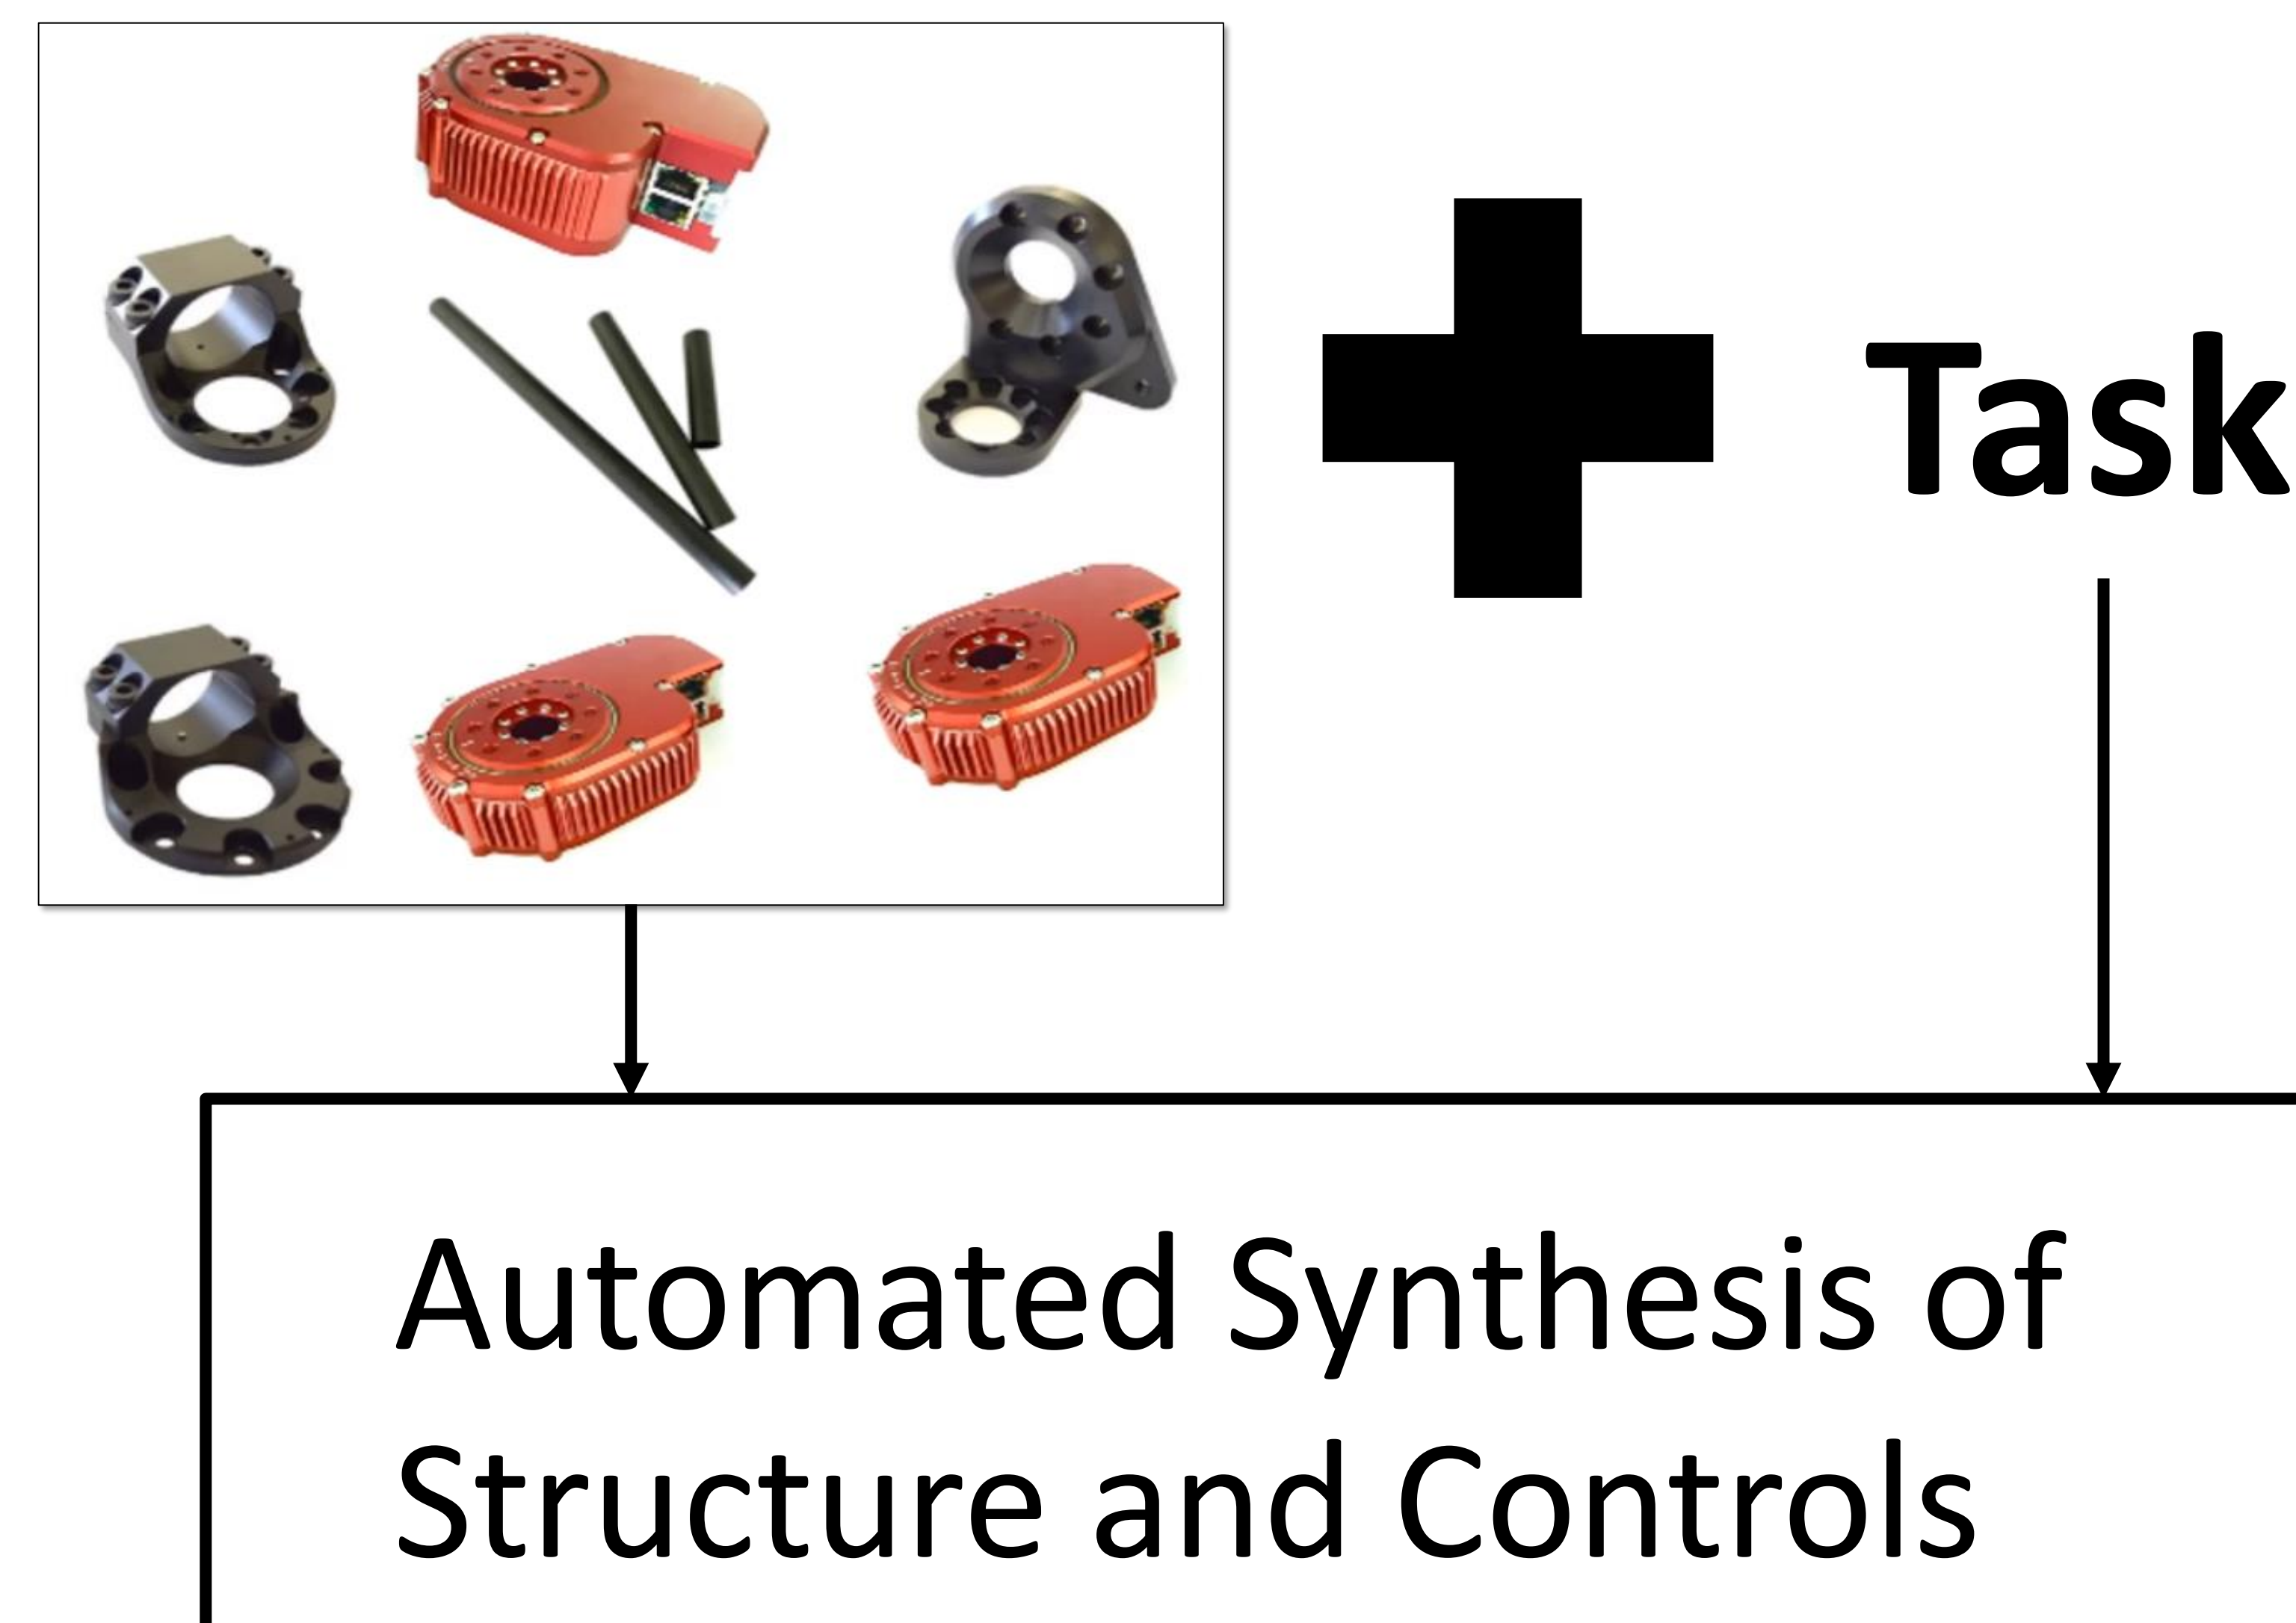 Task
Automated Synthesis of
Structure and Controls